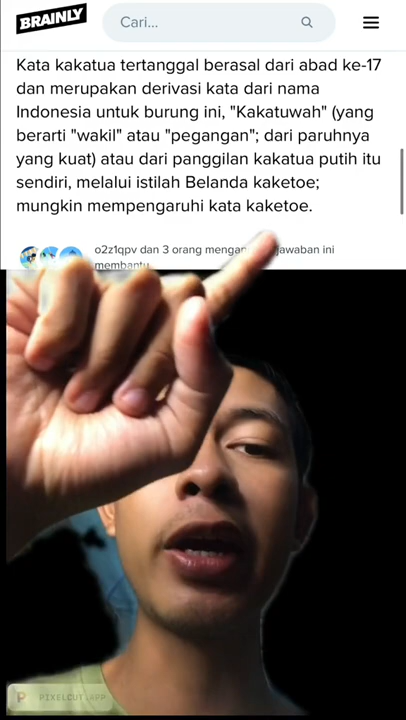 BRAINLY
Cari...
Kata kakatua tertanggal berasal dari abad ke-17
dan merupakan derivasi kata dari nama
Indonesia untuk burung ini, "Kakatuwah" (yang
berarti "wakil" atau "pegangan"; dari paruhnya
yang kuat) atau dari panggilan kakatua putih itu
sendiri, melalui istilah Belanda kaketoe;
mungkin mempengaruhi kata kaketoe.
o2z1qpv dan 3 orang jawaban ini
membantu
PIXELCUT.APP